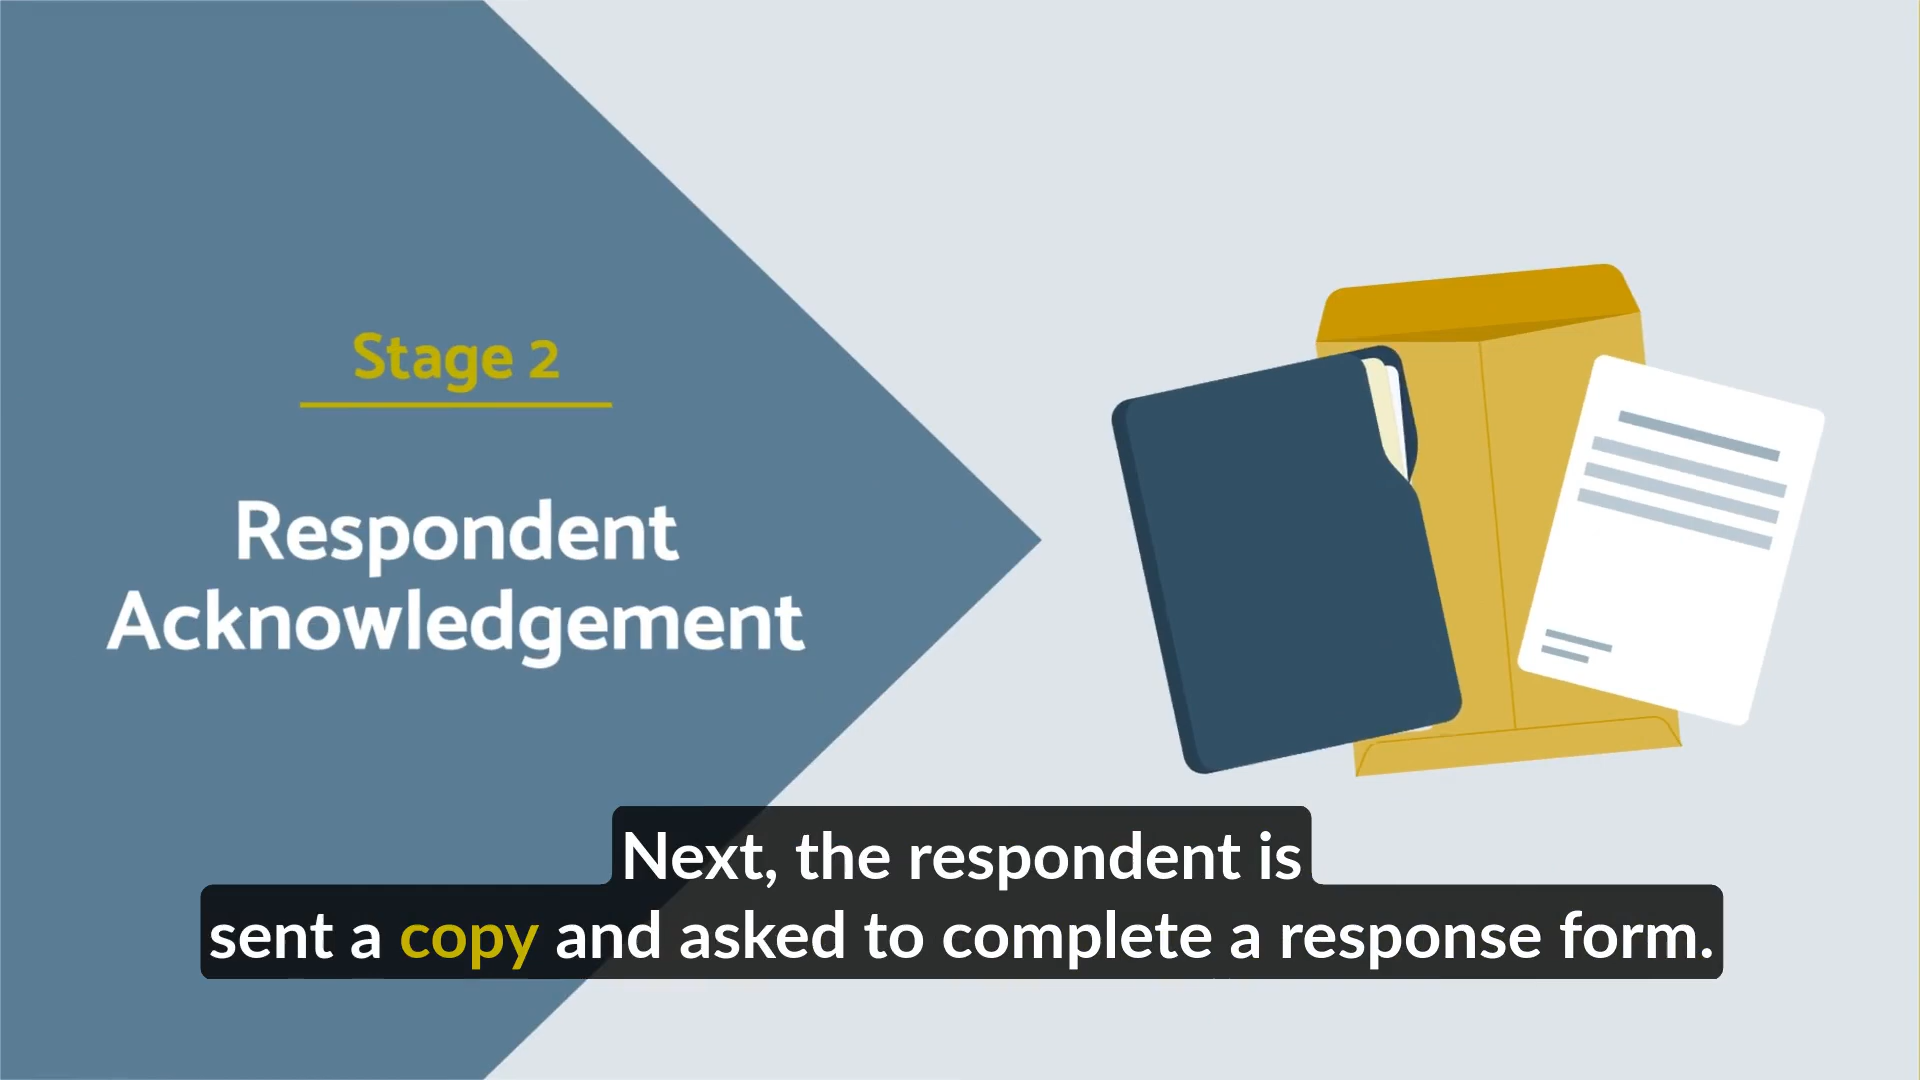 Stage 2
Respondent
Acknowledgement
Next, the respondent is
sent a copy and asked to complete a response form.